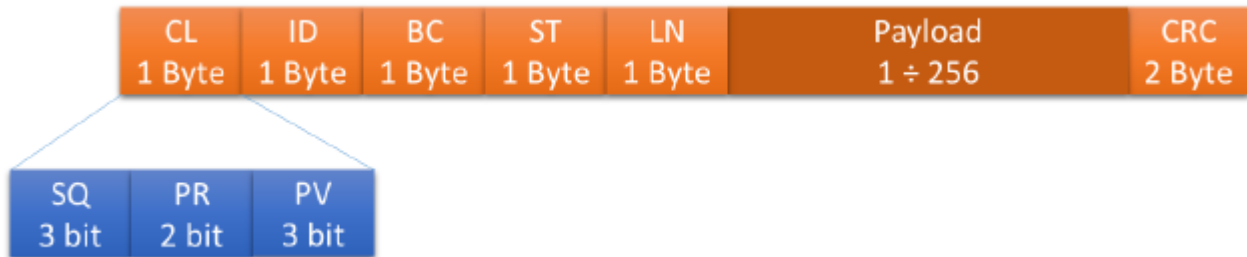 CL ID BC ST LN Payload CRC
1 Byte 1 Byte 1 Byte 1 Byte 1 Byte 1 ÷ 256 2 Byte
SQ PR PV
3 bit 2 bit 3 bit